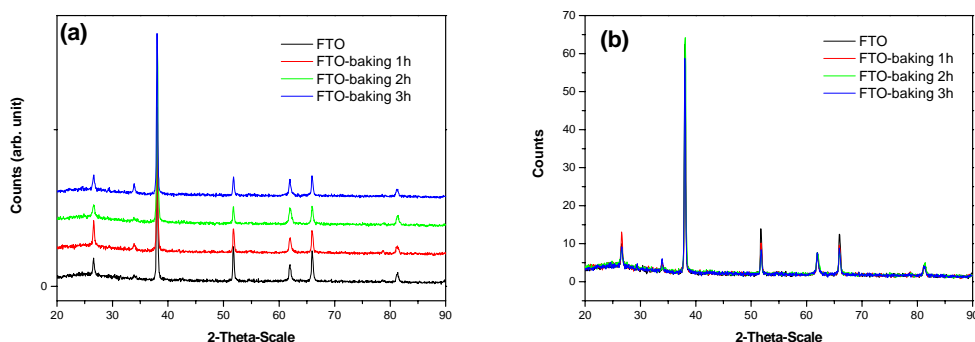 (a)
FTO
FTO-baking 1h
FTO-baking 2h
FTO-baking 3h
Counts (arb. unit)
0
20 30 40 50 60 70 80 90
2-Theta-Scale
(b)
FTO
FTO-baking 1h
FTO-baking 2h
FTO-baking 3h
Counts
70
60
50
40
30
20
10
0
20 30 40 50 60 70 80 90
2-Theta-Scale